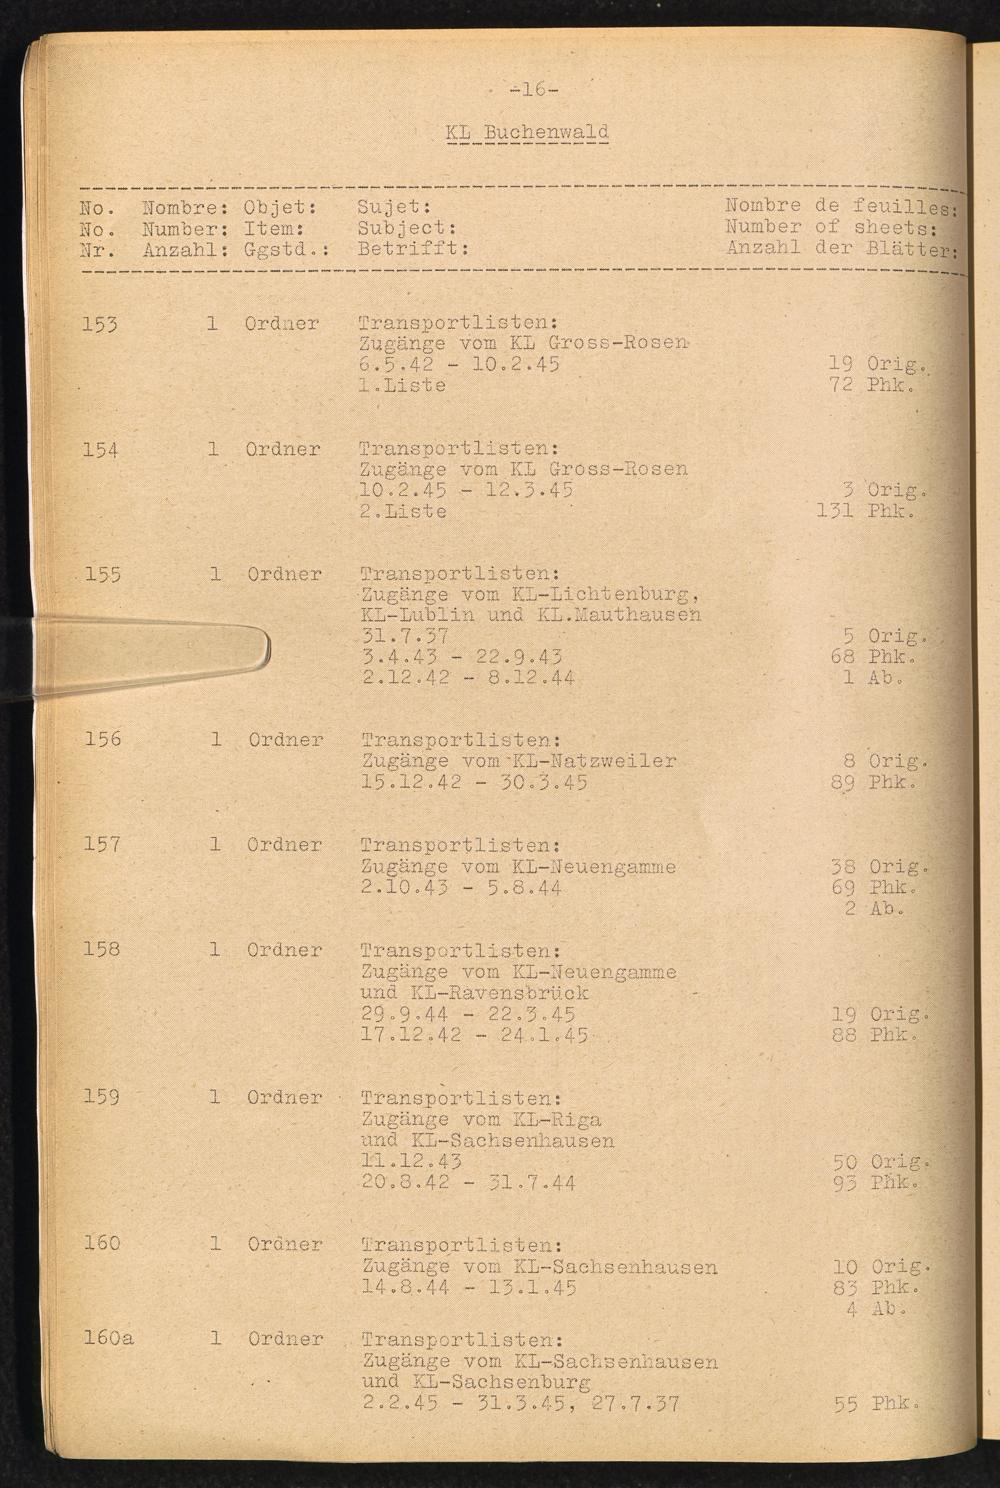 -16-
KL Buchenwald
No. Nombre: Objet: Sujet: Nombre de feuilles:
No. Number: Item: Subject: Number of sheets:
Nr. Anzahl: Ggstd.: Betrifft: Anzahl der Blätter:
153 1 Ordner Transportlisten:
Zugänge vom KL Gross-Rosen
6.5.42 - 10.2.45 19 Orig.
1.Liste 72 Phk.
154 1 Ordner Transportlisten:
Zugänge vom KL Gross-Rosen
10.2.45 - 12.3.45 3 Orig.
2.Liste 131 Phk.
155 1 Ordner Transportlisten:
Zugänge vom KL-Lichtenburg,
KL-Lublin und KL.Mauthausen
31.7.37 5 Orig.
3.4.43 - 22.9.43 68 Phk.
2.12.42 - 8.12.44 1 Ab.
156 1 Ordner Transportlisten:
Zugänge vom KL-Natzweiler 8 Orig.
15.12.42 - 30.3.45 89 Phk.
157 1 Ordner Transportlisten:
Zugänge vom KL-Neuengamme 38 Orig.
2.10.43 - 5.8.44 69 Phk.
2 Ab.
158 1 Ordner Transportlisten:
Zugänge vom KL-Neuengamme
und KL-Ravensbrück
29.9.44 - 22.3.45 19 Orig.
17.12.42 - 24.1.45 88 Phk.
159 1 Ordner Transportlisten:
Zugänge vom KL-Riga
und KL-Sachsenhausen
11.12.43 50 Orig.
20.8.42 - 31.7.44 93 Phk.
160 1 Ordner Transportlisten:
Zugänge vom KL-Sachsenhausen 10 Orig.
14.8.44 - 13.1.45 83 Phk.
4 Ab.
160a 1 Ordner Transportlisten:
Zugänge vom KL-Sachsenhausen
und KL-Sachsenburg
2.2.45 - 31.3.45, 27.7.37 55 Phk.